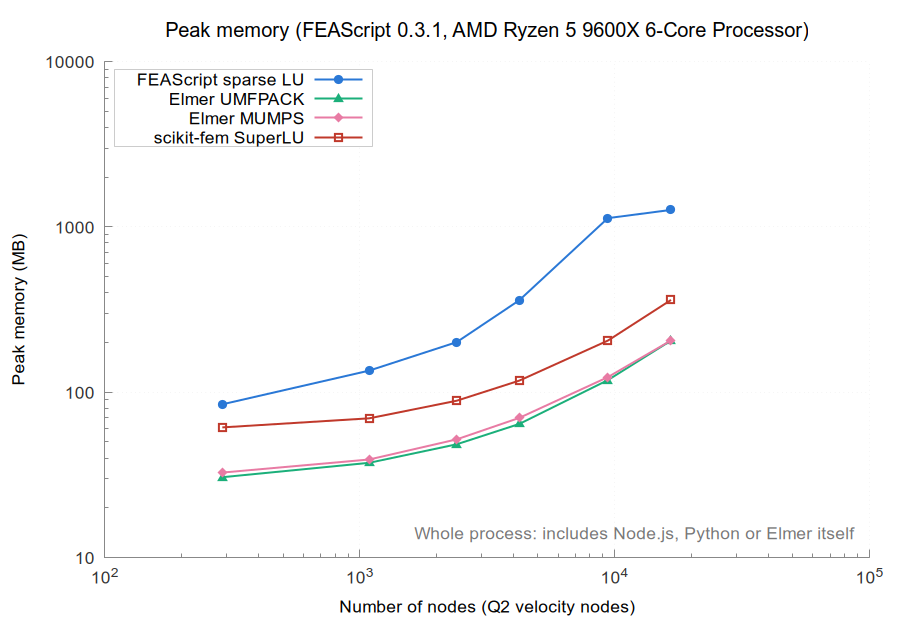 Peak memory (FEAScript 0.3.1, AMD Ryzen 5 9600X 6-Core Processor)
10000
FEAScript sparse LU
Elmer UMFPACK
Elmer MUMPS
scikit-fem SuperLU
1000
Peak memory (MB)
100
Whole process: includes Node.js, Python or Elmer itself
10
10² 10³ 10⁴ 10⁵
Number of nodes (Q2 velocity nodes)